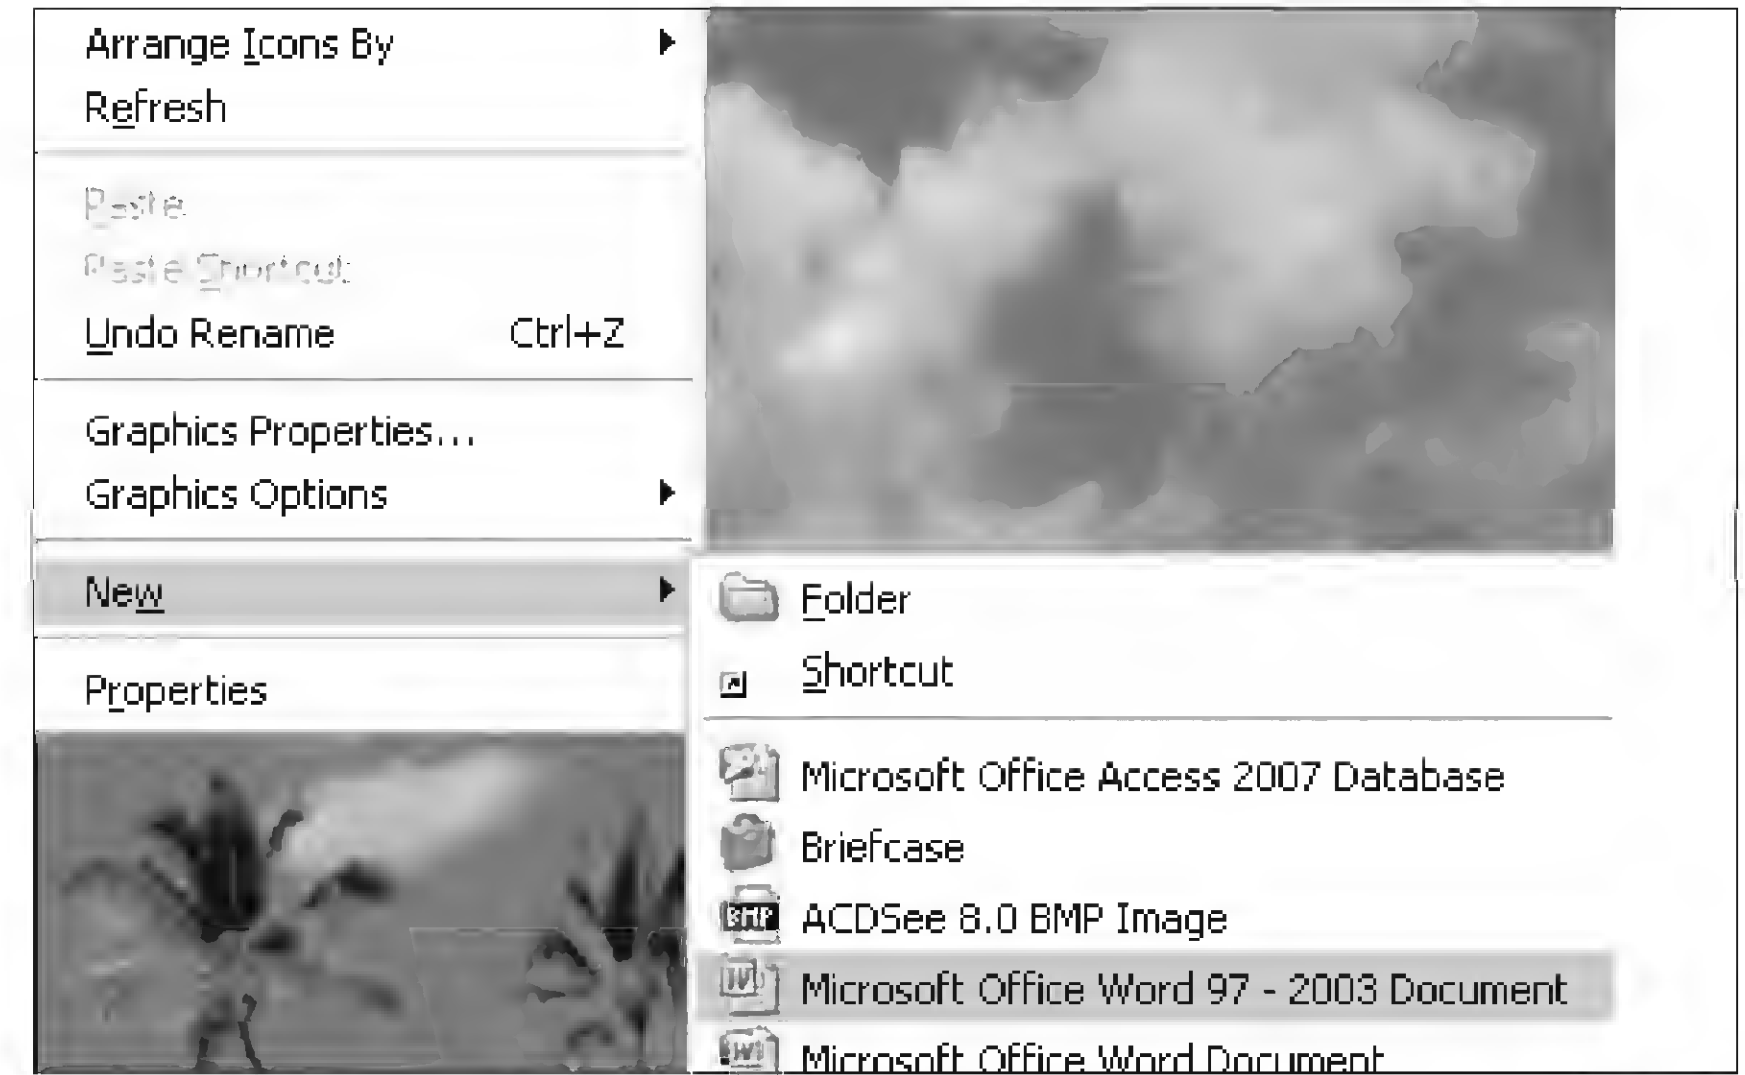 Arrange Icons By
Refresh
Paste
Paste Shortcut
Undo Rename Ctrl+Z
Graphics Properties...
Graphics Options
New
Properties
Folder
Shortcut
Microsoft Office Access 2007 Database
Briefcase
BMP ACDSee 8.0 BMP Image
Microsoft Office Word 97 - 2003 Document
Microsoft Office Word Document